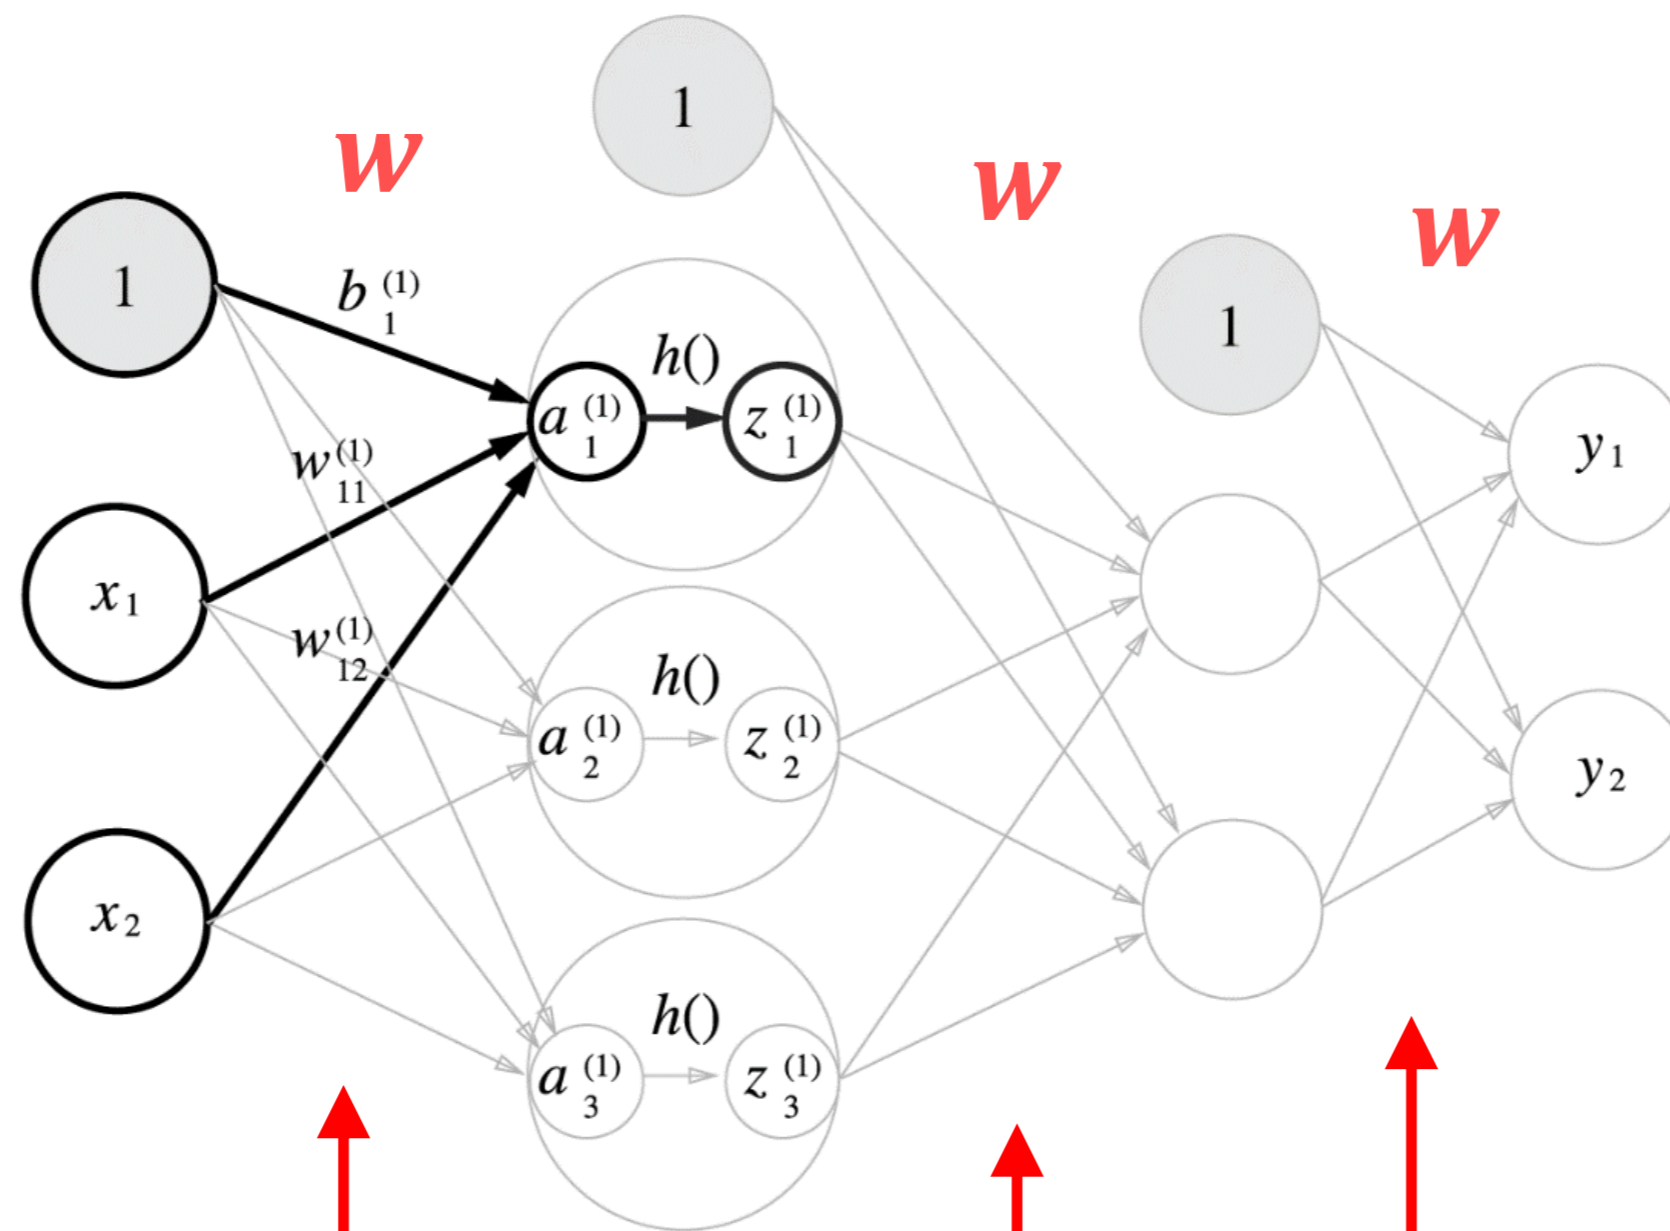 1
w
w
w
1
b₁⁽¹⁾
1
h()
a₁⁽¹⁾
z₁⁽¹⁾
w₁₁⁽¹⁾
y₁
x₁
w₁₂⁽¹⁾
h()
a₂⁽¹⁾
z₂⁽¹⁾
y₂
x₂
h()
a₃⁽¹⁾
z₃⁽¹⁾